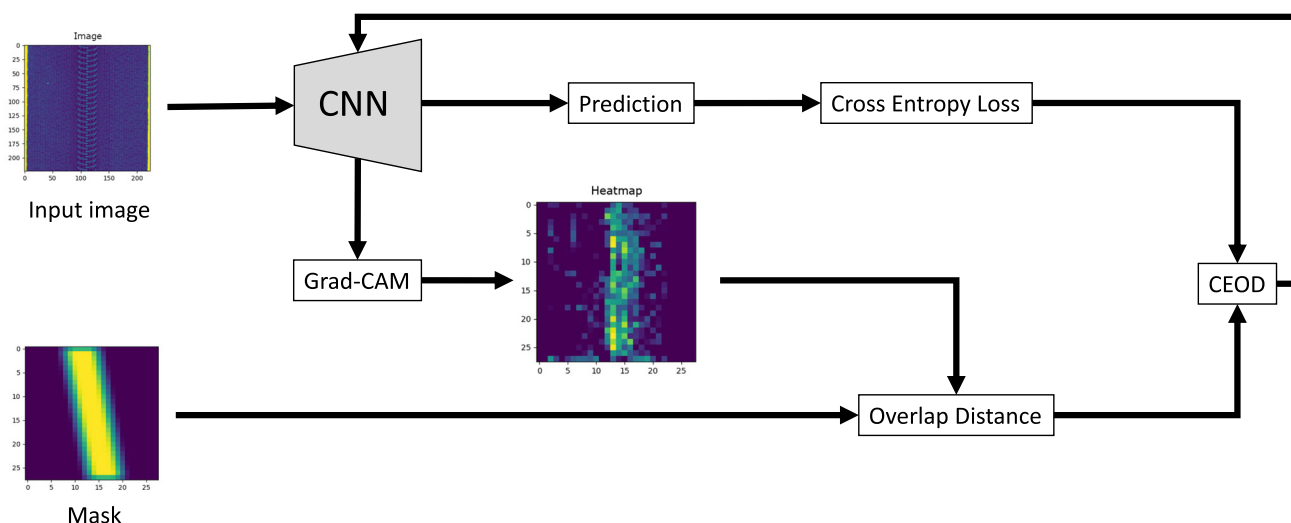 Image
0
25
50
75
100
125
150
175
200
0 50 100 150 200
Input image
CNN
Prediction
Cross Entropy Loss
Heatmap
0
5
10
15
20
25
0 5 10 15 20 25
Grad-CAM
CEOD
0
5
10
15
20
25
0 5 10 15 20 25
Mask
Overlap Distance